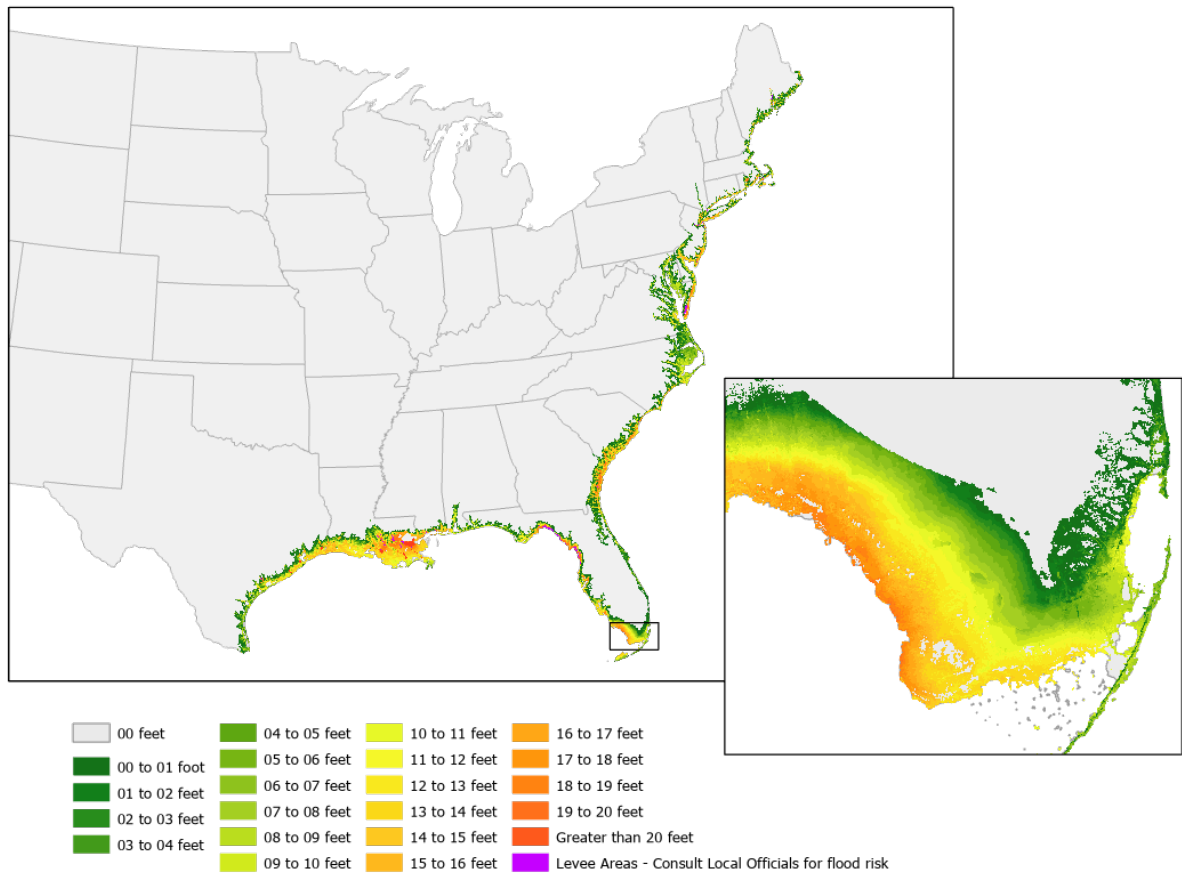 00 feet
00 to 01 foot
01 to 02 feet
02 to 03 feet
03 to 04 feet
04 to 05 feet
05 to 06 feet
06 to 07 feet
07 to 08 feet
08 to 09 feet
09 to 10 feet
10 to 11 feet
11 to 12 feet
12 to 13 feet
13 to 14 feet
14 to 15 feet
15 to 16 feet
16 to 17 feet
17 to 18 feet
18 to 19 feet
19 to 20 feet
Greater than 20 feet
Levee Areas - Consult Local Officials for flood risk